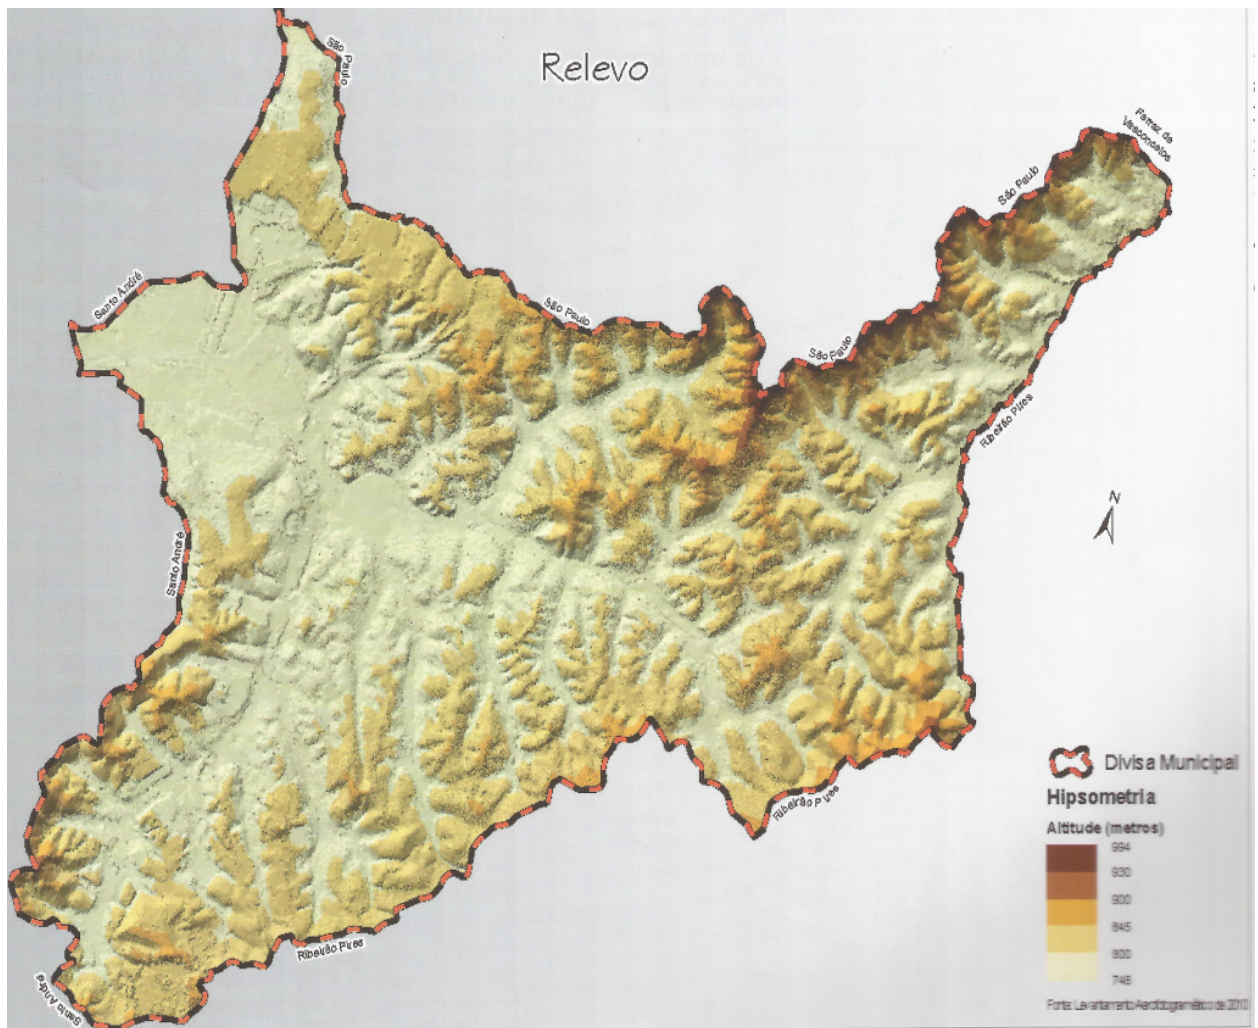 Relevo
São
Paulo
Ferraz de
Vasconcelos
São Paulo
Santo André
São Paulo
São Paulo
Ribeirão Pires
N
Santo André
Divisa Municipal
Ribeirão Pires
Hipsometria
Altitude (metros)
994
930
900
845
800
745
Ribeirão Pires
Santo André
Fonte: Levantamento Aerofotogramétrico de 2010